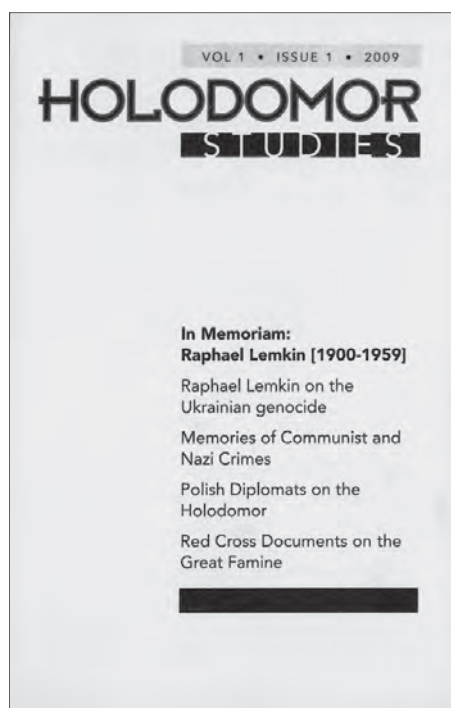 VOL 1 • ISSUE 1 • 2009
HOLODOMOR
STUDIES
In Memoriam:
Raphael Lemkin [1900-1959]
Raphael Lemkin on the
Ukrainian genocide
Memories of Communist and
Nazi Crimes
Polish Diplomats on the
Holodomor
Red Cross Documents on the
Great Famine